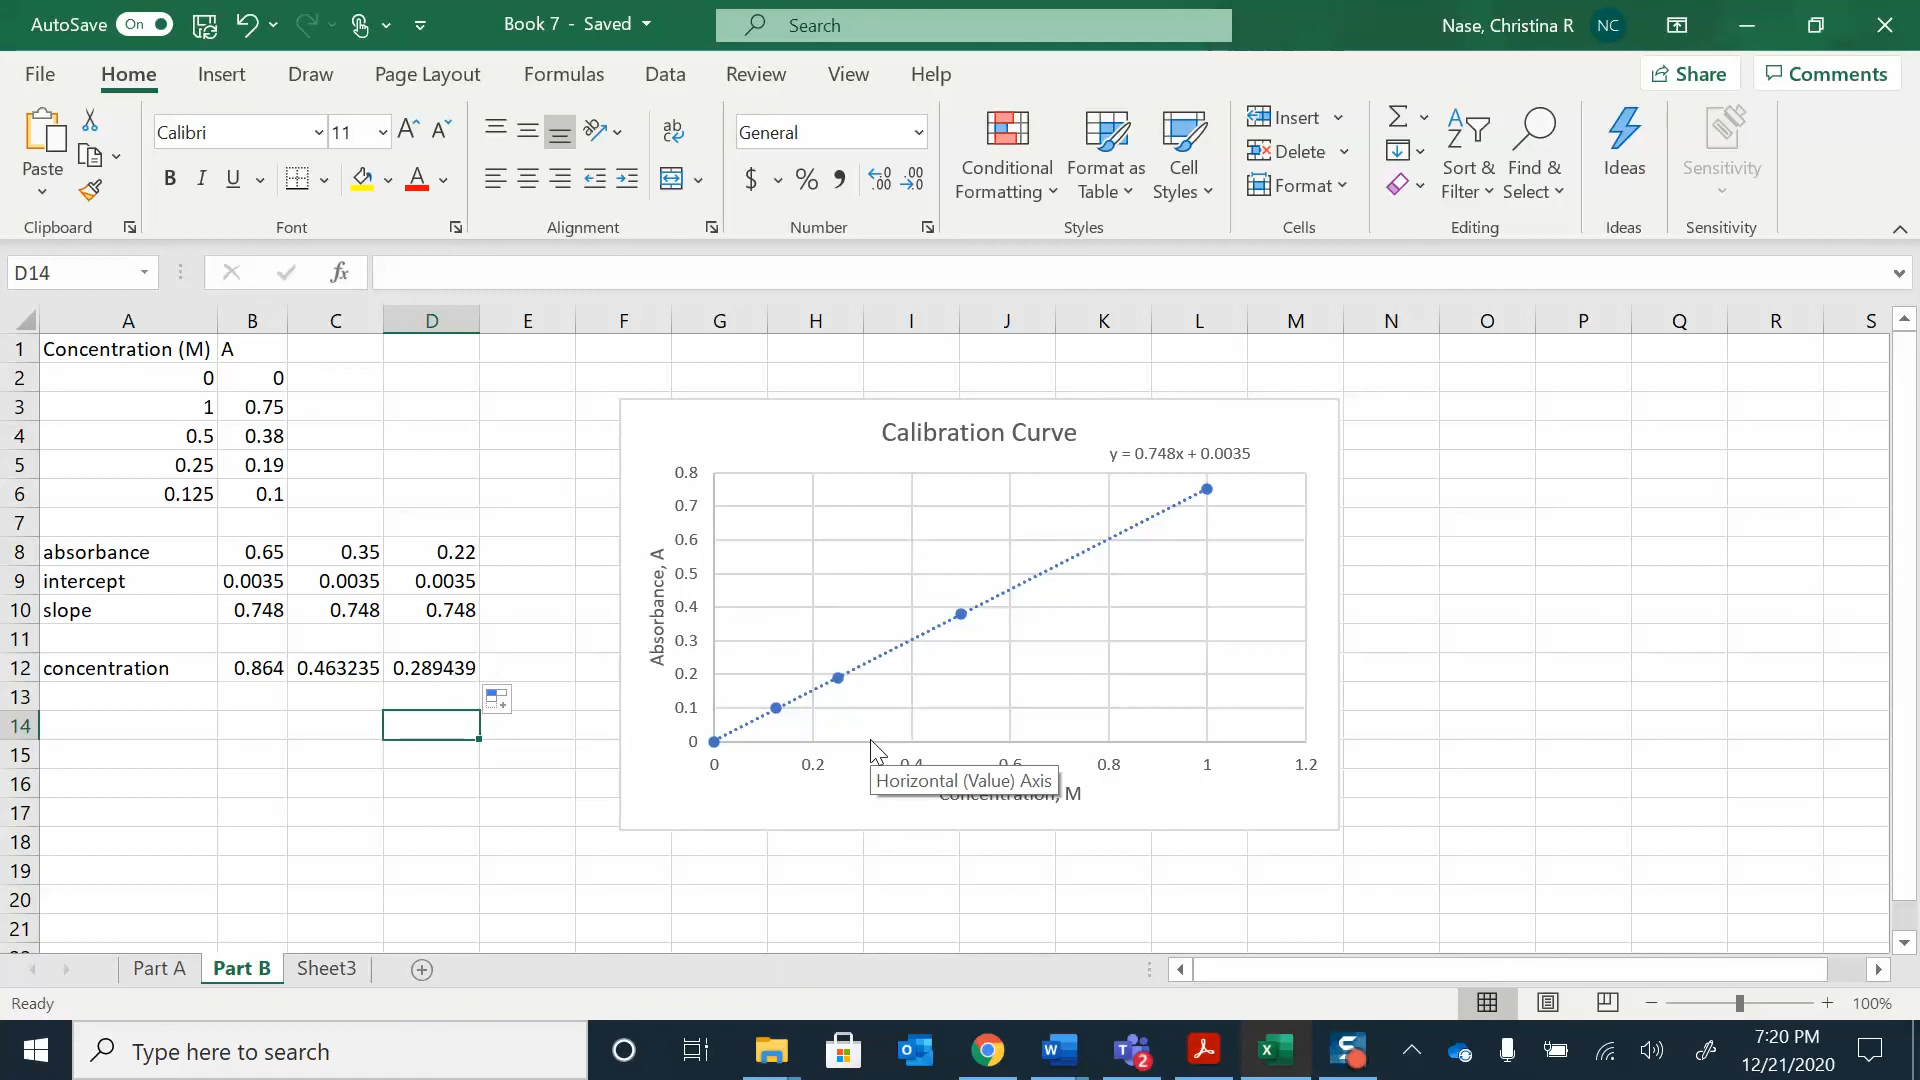 AutoSave On Book 7 - Saved Search Nase, Christina R NC
File Home Insert Draw Page Layout Formulas Data Review View Help Share Comments
Paste Calibri 11 General
B I U $ % 9
Conditional Formatting Format as Table Cell Styles
Insert
Delete
Format
Sort & Filter Find & Select Ideas Sensitivity
Clipboard Font Alignment Number Styles Cells Editing Ideas Sensitivity
D14 fx
A B C D E F G H I J K L M N O P Q R S
1 Concentration (M) A
2 0 0
3 1 0.75
4 0.5 0.38
5 0.25 0.19
6 0.125 0.1
7
8 absorbance 0.65 0.35 0.22
9 intercept 0.0035 0.0035 0.0035
10 slope 0.748 0.748 0.748
11
12 concentration 0.864 0.463235 0.289439
13
14
15
16
17
18
19
20
21
Calibration Curve
y = 0.748x + 0.0035
0.8
0.7
0.6
0.5
0.4
0.3
0.2
0.1
0
Absorbance, A
0 0.2 0.4 0.6 0.8 1 1.2
Horizontal (Value) Axis
Concentration, M
Part A Part B Sheet3
Ready 100%
Type here to search
7:20 PM
12/21/2020